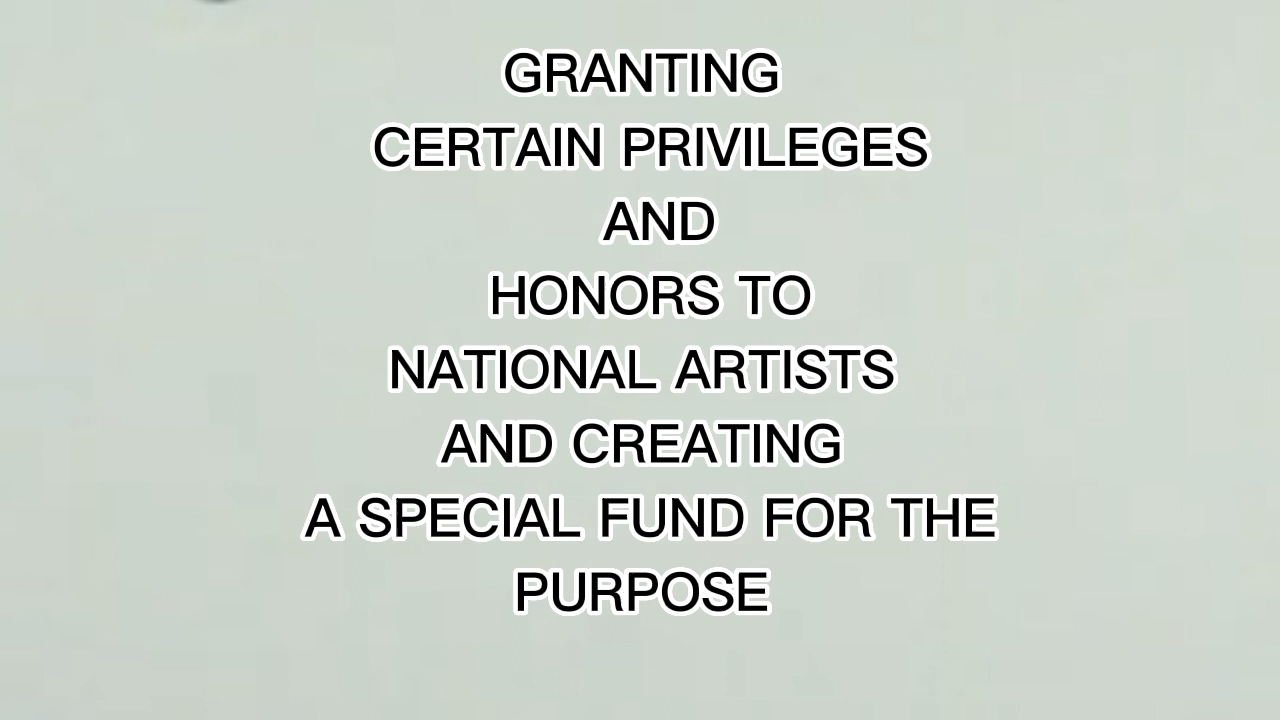 GRANTING
CERTAIN PRIVILEGES
AND
HONORS TO
NATIONAL ARTISTS
AND CREATING
A SPECIAL FUND FOR THE
PURPOSE